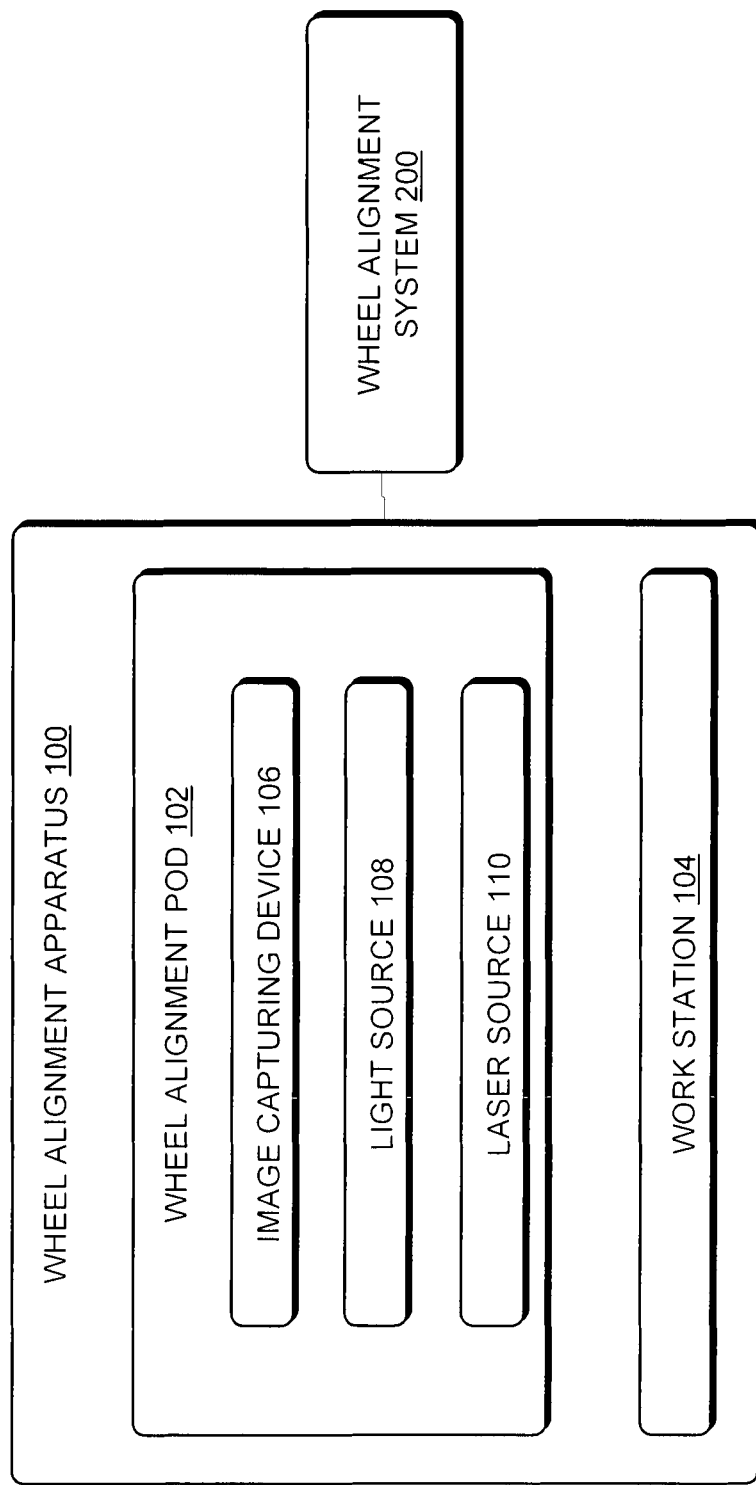 WHEEL ALIGNMENT APPARATUS 100
WHEEL ALIGNMENT POD 102
IMAGE CAPTURING DEVICE 106
LIGHT SOURCE 108
LASER SOURCE 110
WORK STATION 104
WHEEL ALIGNMENT
SYSTEM 200